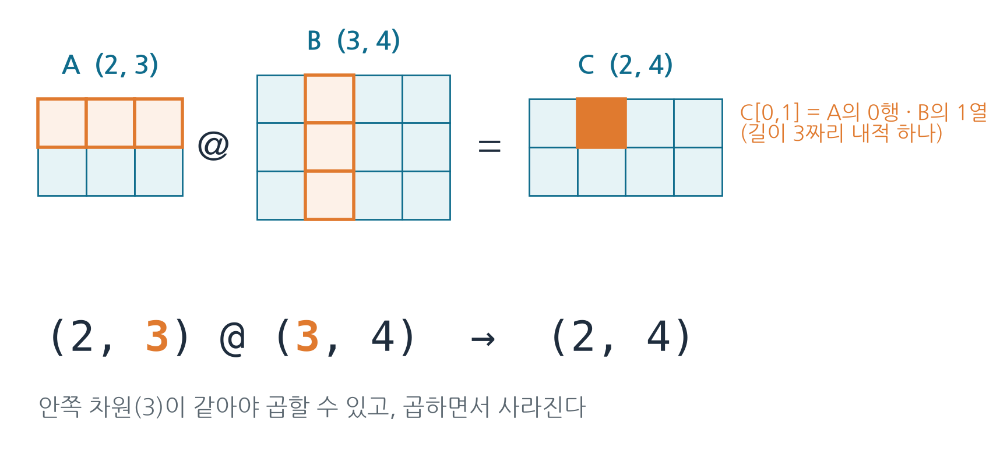 A (2, 3)
B (3, 4)
C (2, 4)
@
=
C[0,1] = A의 0행 · B의 1열
(길이 3짜리 내적 하나)
(2, 3) @ (3, 4) → (2, 4)
안쪽 차원(3)이 같아야 곱할 수 있고, 곱하면서 사라진다